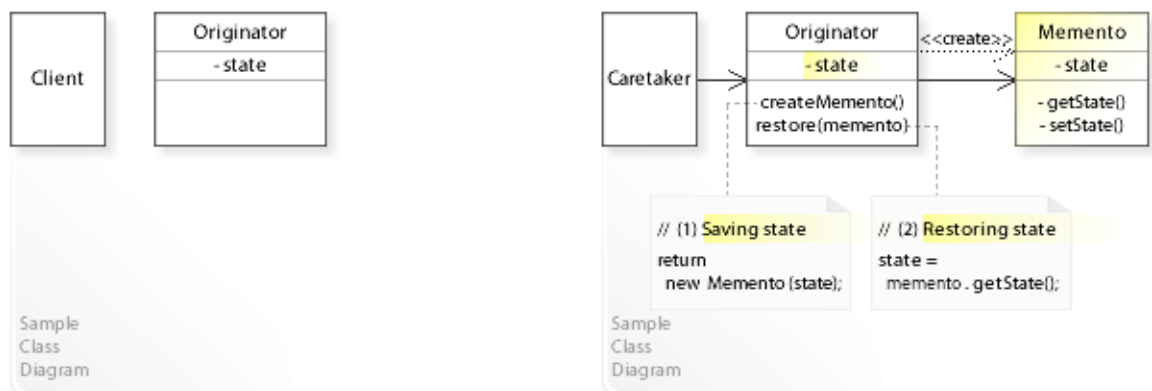 Client
Originator
- state
Sample
Class
Diagram
Caretaker
Originator
- state
createMemento()
restore(memento)
<<create>>
Memento
- state
- getState()
- setState()
// (1) Saving state
return
new Memento (state);
// (2) Restoring state
state =
memento . getState();
Sample
Class
Diagram